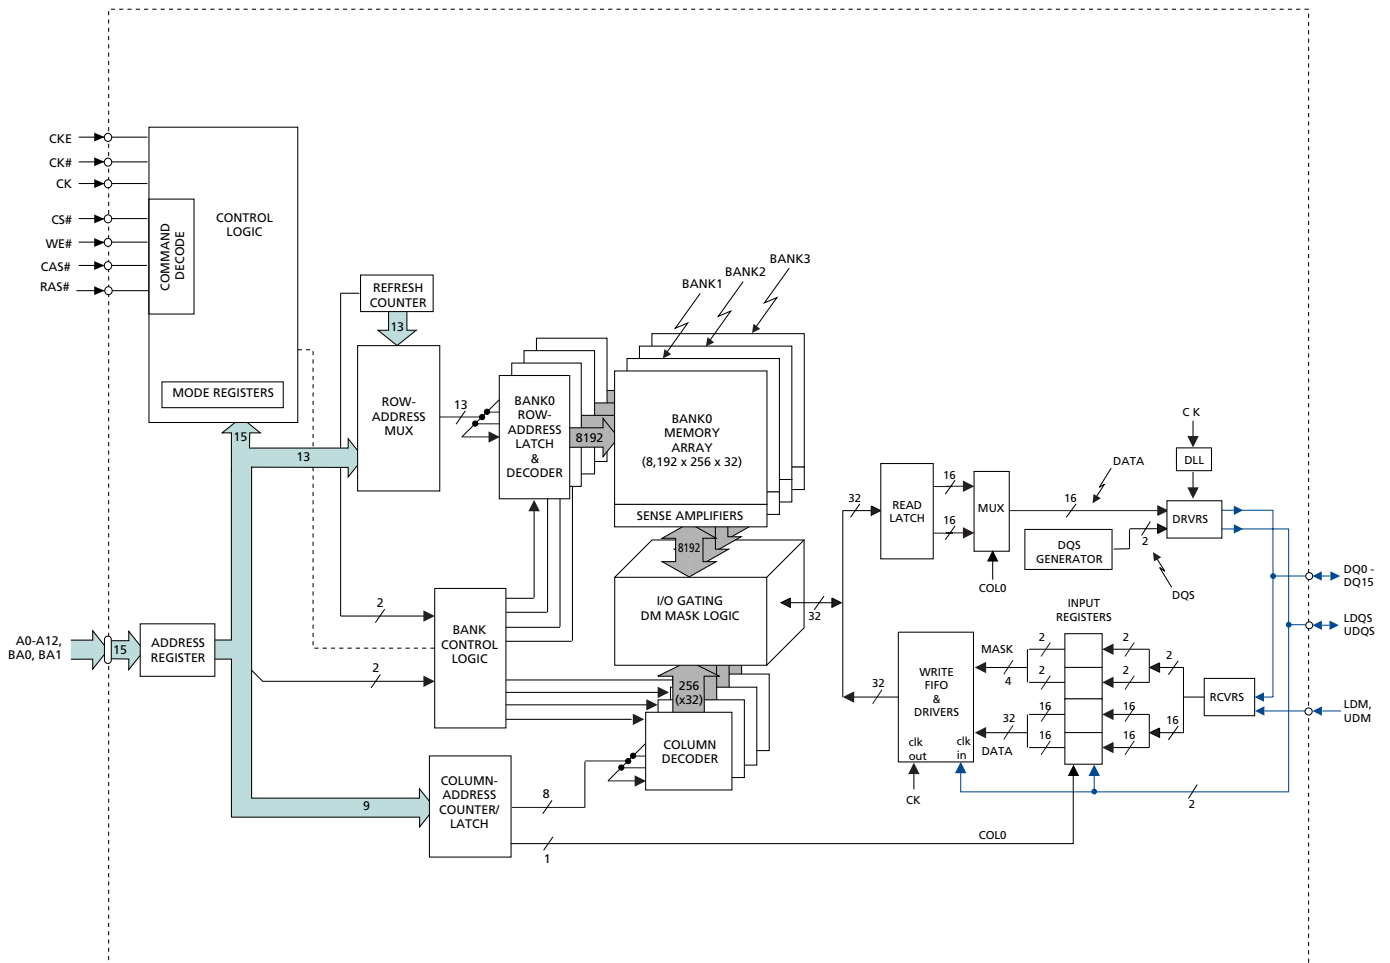 CKE
CK#
CK
CS#
WE#
CAS#
RAS#
COMMAND
DECODE
CONTROL
LOGIC
MODE REGISTERS
15
REFRESH
COUNTER
13
ROW-
ADDRESS
MUX
13
13
BANK0
ROW-
ADDRESS
LATCH
&
DECODER
8192
BANK1
BANK2
BANK3
BANK0
MEMORY
ARRAY
(8,192 x 256 x 32)
SENSE AMPLIFIERS
8192
I/O GATING
DM MASK LOGIC
32
256
(x32)
COLUMN
DECODER
A0-A12,
BA0, BA1
15
ADDRESS
REGISTER
2
2
BANK
CONTROL
LOGIC
9
COLUMN-
ADDRESS
COUNTER/
LATCH
8
1
COL0
32
READ
LATCH
16
16
MUX
COL0
16
DATA
C K
DLL
DRVRS
DQS
GENERATOR
2
DQS
DQ0 -
DQ15
LDQS
UDQS
LDM,
UDM
INPUT
REGISTERS
32
WRITE
FIFO
&
DRIVERS
clk
out
clk
in
CK
MASK
4
32
DATA
2
2
16
16
2
2
16
16
2
16
RCVRS
2